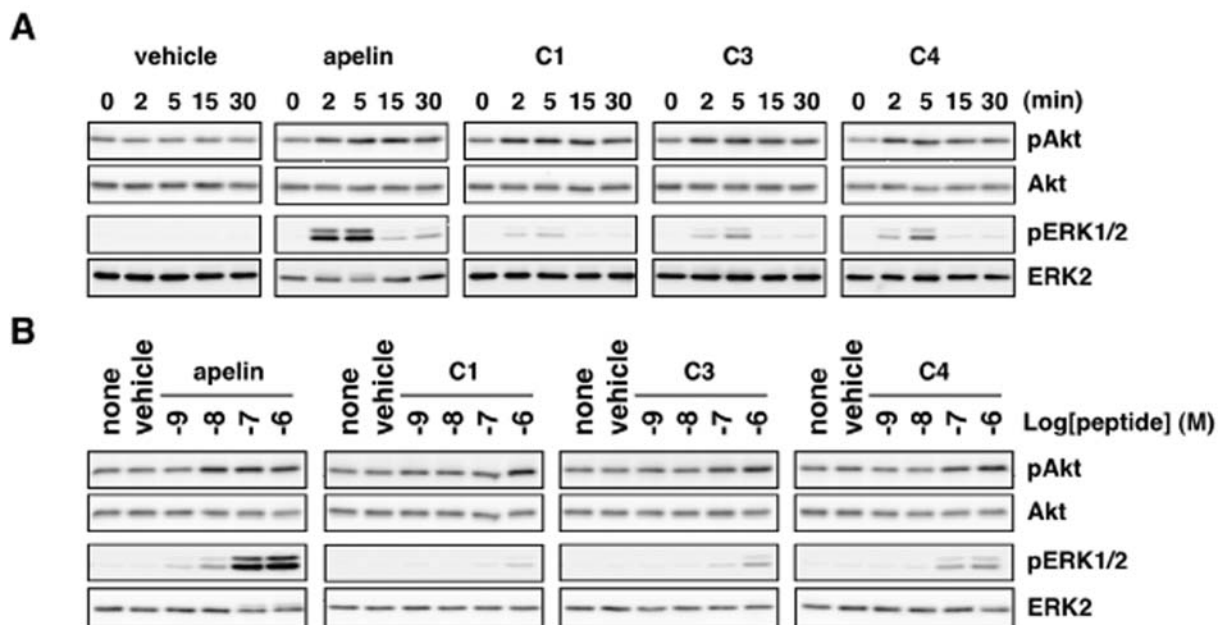 A
vehicle apelin C1 C3 C4
0 2 5 15 30 0 2 5 15 30 0 2 5 15 30 0 2 5 15 30 0 2 5 15 30 (min)
pAkt
Akt
pERK1/2
ERK2
B
none vehicle apelin none vehicle C1 none vehicle C3 none vehicle C4
-9 -8 -7 -6 -9 -8 -7 -6 -9 -8 -7 -6 -9 -8 -7 -6 Log[peptide] (M)
pAkt
Akt
pERK1/2
ERK2